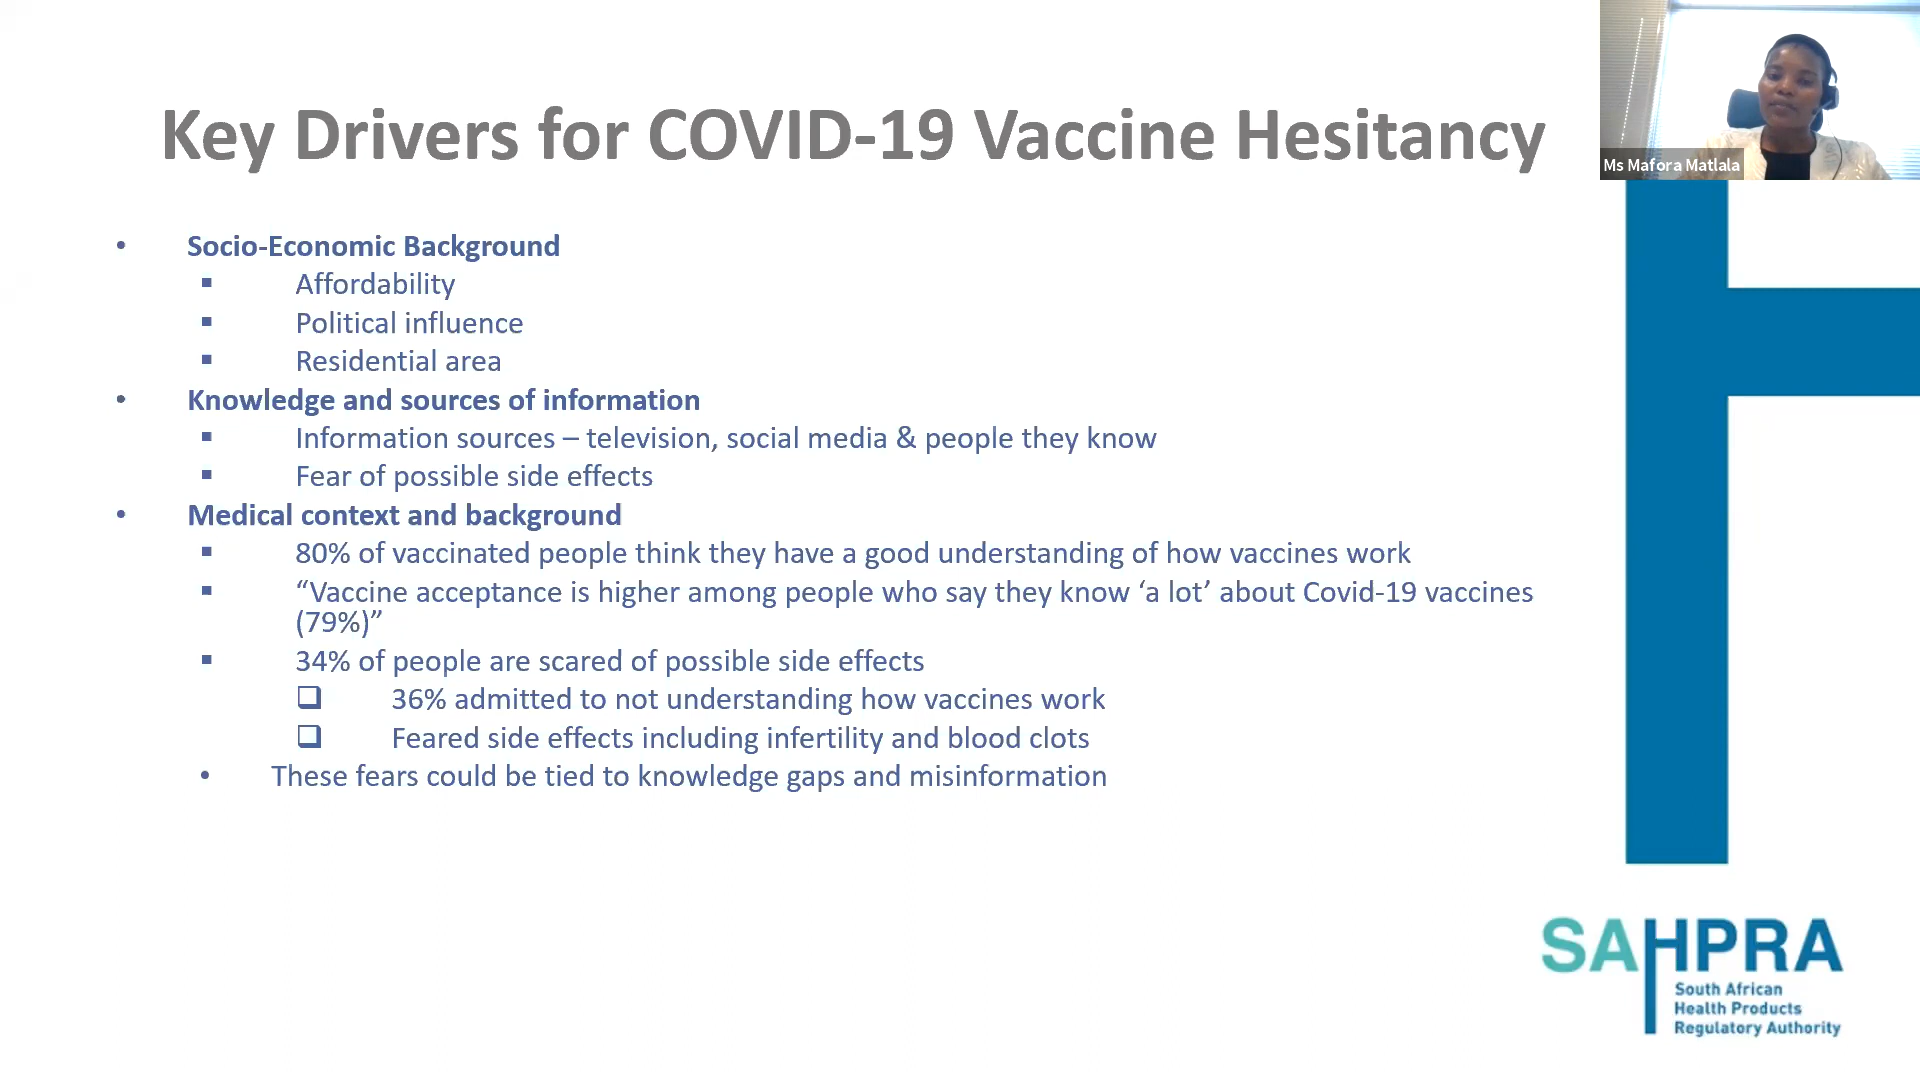 Key Drivers for COVID-19 Vaccine Hesitancy
Ms Mafora Matlala
• Socio-Economic Background
▪ Affordability
▪ Political influence
▪ Residential area
• Knowledge and sources of information
▪ Information sources – television, social media & people they know
▪ Fear of possible side effects
• Medical context and background
▪ 80% of vaccinated people think they have a good understanding of how vaccines work
▪ “Vaccine acceptance is higher among people who say they know ‘a lot’ about Covid-19 vaccines
(79%)”
▪ 34% of people are scared of possible side effects
❑ 36% admitted to not understanding how vaccines work
❑ Feared side effects including infertility and blood clots
• These fears could be tied to knowledge gaps and misinformation
SAHPRA
South African
Health Products
Regulatory Authority